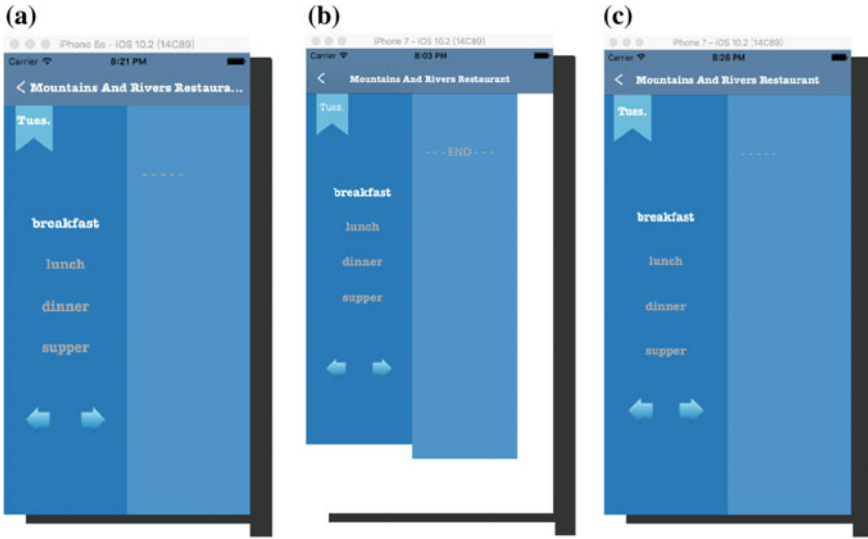 (a)
iPhone 5s – iOS 10.2 (14C89)
Carrier 8:21 PM
< Mountains And Rivers Restaura...
Tues.
- - - - -
breakfast
lunch
dinner
supper
(b)
iPhone 7 – iOS 10.2 (14C89)
Carrier 8:03 PM
< Mountains And Rivers Restaurant
Tues.
- - - END - - -
breakfast
lunch
dinner
supper
(c)
iPhone 7 – iOS 10.2 (14C89)
Carrier 8:26 PM
< Mountains And Rivers Restaurant
Tues.
- - - - -
breakfast
lunch
dinner
supper